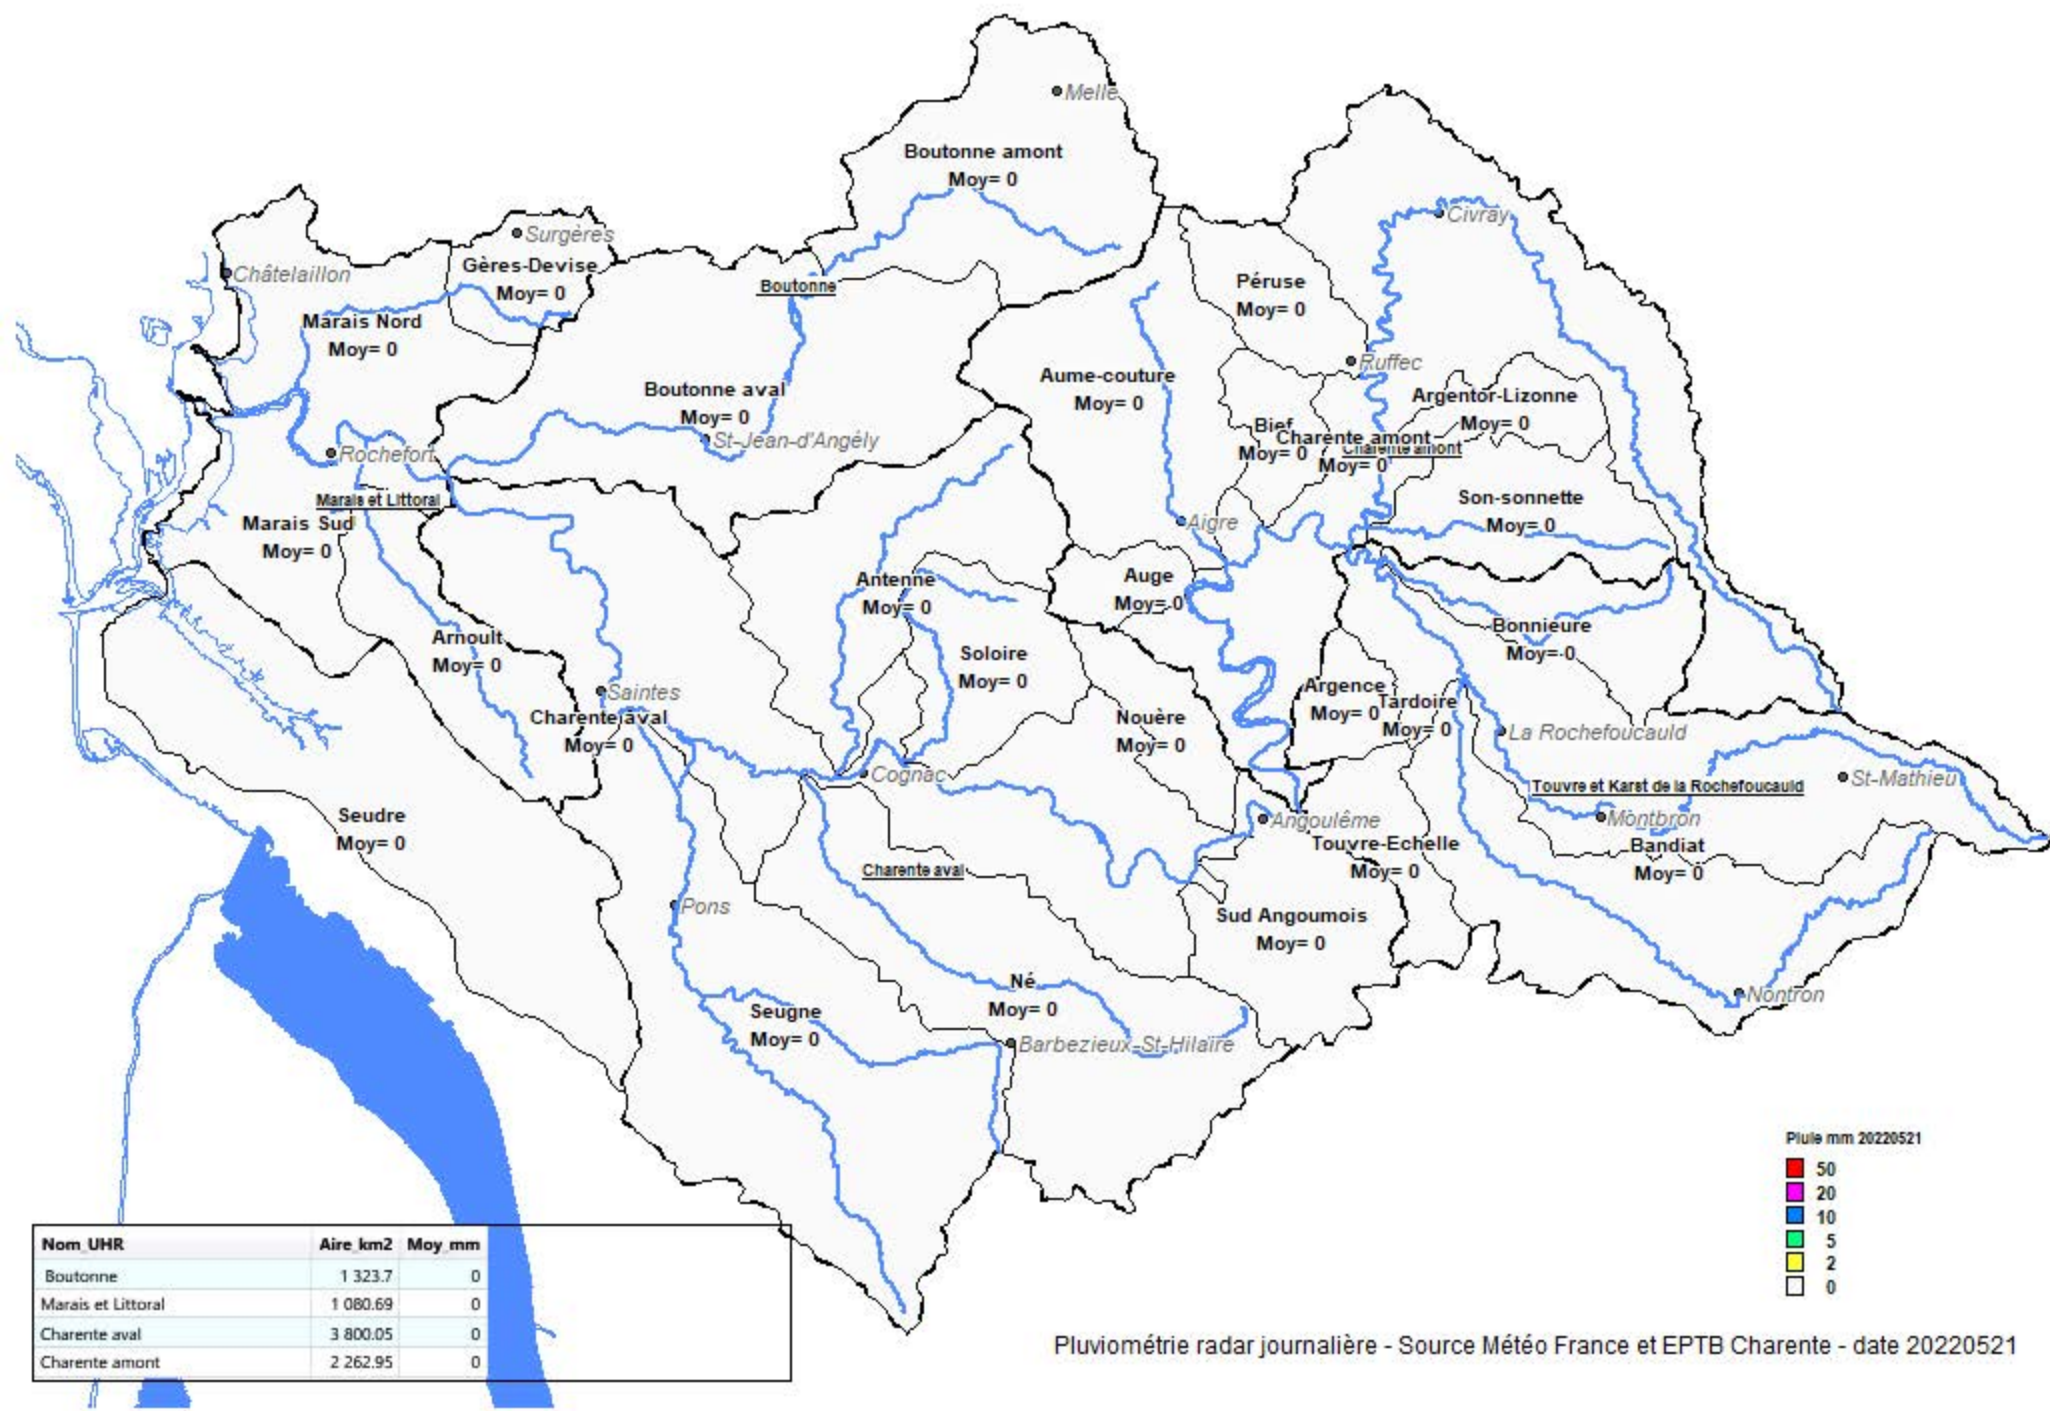 Melle
Boutonne amont
Moy= 0
Civray
Surgères
Châtelaillon
Gères-Devise
Moy= 0
Boutonne
Péruse
Moy= 0
Marais Nord
Moy= 0
Ruffec
Aume-couture
Moy= 0
Boutonne aval
Moy= 0
Argentor-Lizonne
Moy= 0
St-Jean-d'Angély
Bief
Moy= 0
Charente amont
Moy= 0
Charente amont
Rochefort
Marais et Littoral
Marais Sud
Moy= 0
Son-sonnette
Moy= 0
Aigre
Antenne
Moy= 0
Auge
Moy= 0
Bonnieure
Moy= 0
Arnoult
Moy= 0
Soloire
Moy= 0
Saintes
Argence
Moy= 0
Tardoire
Moy= 0
Charente aval
Moy= 0
Nouère
Moy= 0
La Rochefoucauld
Cognac
Touvre et Karst de la Rochefoucauld
St-Mathieu
Seudre
Moy= 0
Angoulême
Montbron
Touvre-Echelle
Moy= 0
Bandiat
Moy= 0
Charente aval
Pons
Sud Angoumois
Moy= 0
Né
Moy= 0
Nontron
Seugne
Moy= 0
Barbezieux-St-Hilaire
Pluie mm 20220521
50
20
10
5
2
0
Nom_UHR Aire_km2 Moy_mm
Boutonne 1 323.7 0
Marais et Littoral 1 080.69 0
Charente aval 3 800.05 0
Charente amont 2 262.95 0
Pluviométrie radar journalière - Source Météo France et EPTB Charente - date 20220521